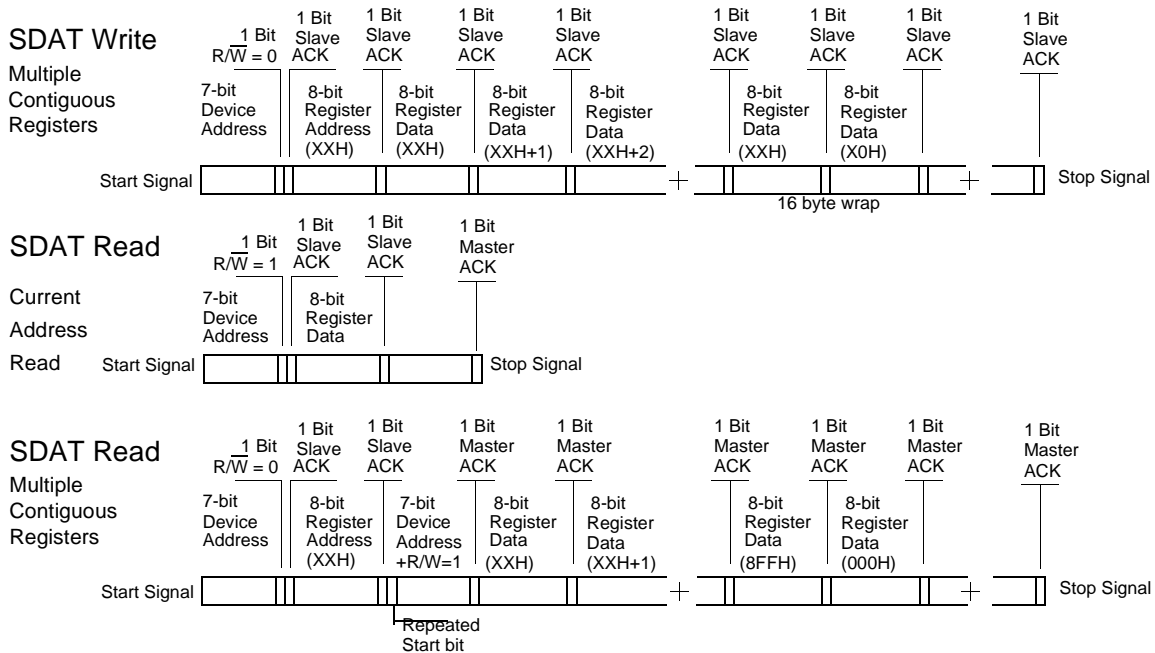 SDAT Write
Multiple
Contiguous
Registers
1 Bit
R/W = 0
1 Bit
Slave
ACK
1 Bit
Slave
ACK
1 Bit
Slave
ACK
1 Bit
Slave
ACK
1 Bit
Slave
ACK
1 Bit
Slave
ACK
1 Bit
Slave
ACK
1 Bit
Slave
ACK
7-bit
Device
Address
8-bit
Register
Address
(XXH)
8-bit
Register
Data
(XXH)
8-bit
Register
Data
(XXH+1)
8-bit
Register
Data
(XXH+2)
8-bit
Register
Data
(XXH)
8-bit
Register
Data
(X0H)
Start Signal
+
+
Stop Signal
16 byte wrap
SDAT Read
Current
Address
Read
1 Bit
R/W = 1
1 Bit
Slave
ACK
1 Bit
Slave
ACK
1 Bit
Master
ACK
7-bit
Device
Address
8-bit
Register
Data
Start Signal
Stop Signal
SDAT Read
Multiple
Contiguous
Registers
1 Bit
R/W = 0
1 Bit
Slave
ACK
1 Bit
Slave
ACK
1 Bit
Master
ACK
1 Bit
Master
ACK
1 Bit
Master
ACK
1 Bit
Master
ACK
1 Bit
Master
ACK
1 Bit
Master
ACK
7-bit
Device
Address
8-bit
Register
Address
(XXH)
7-bit
Device
Address
+R/W=1
8-bit
Register
Data
(XXH)
8-bit
Register
Data
(XXH+1)
8-bit
Register
Data
(8FFH)
8-bit
Register
Data
(000H)
Start Signal
+
+
Stop Signal
Repeated
Start bit